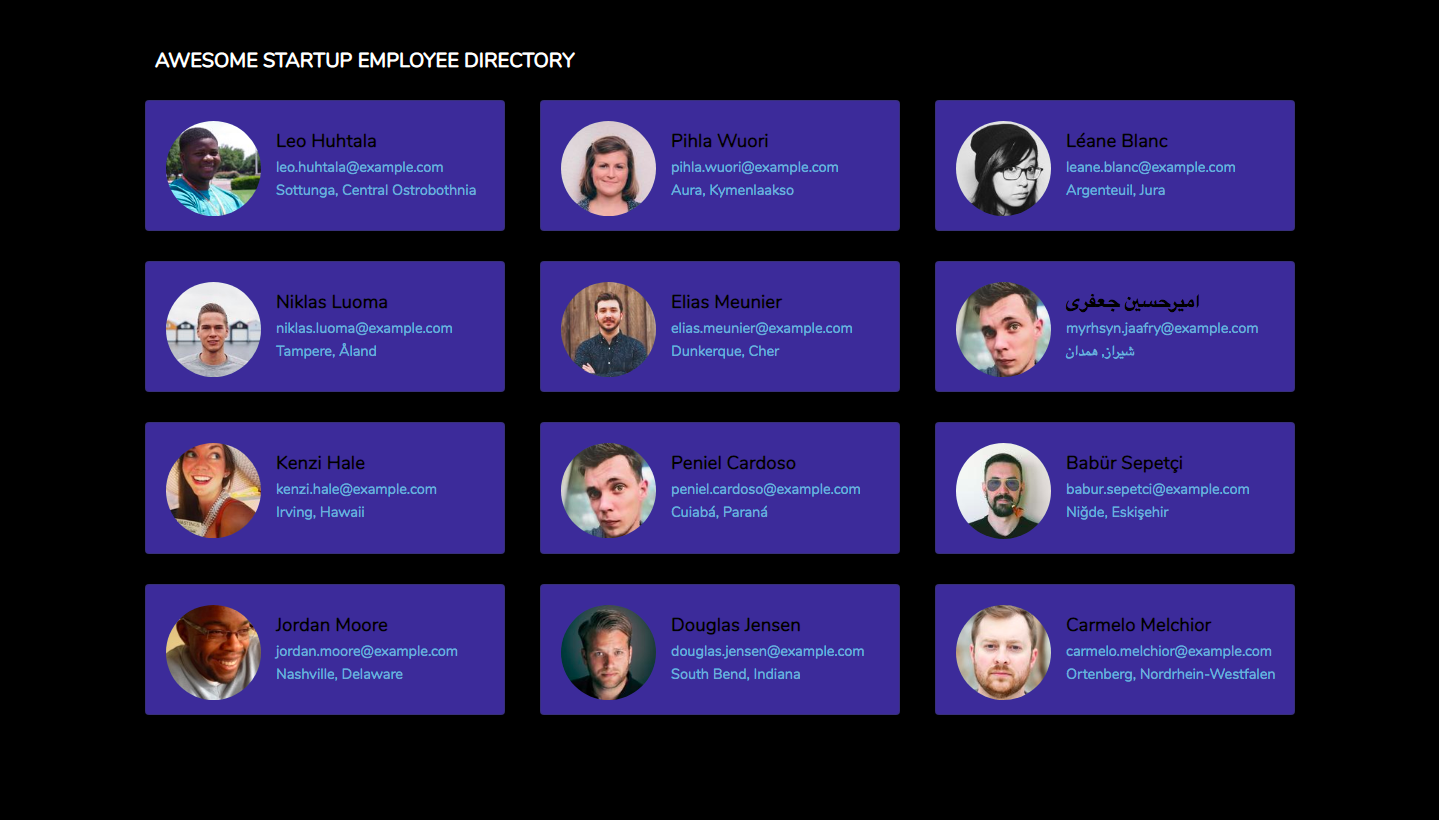 AWESOME STARTUP EMPLOYEE DIRECTORY
Leo Huhtala
leo.huhtala@example.com
Sottunga, Central Ostrobothnia
Pihla Wuori
pihla.wuori@example.com
Aura, Kymenlaakso
Léane Blanc
leane.blanc@example.com
Argenteuil, Jura
Niklas Luoma
niklas.luoma@example.com
Tampere, Åland
Elias Meunier
elias.meunier@example.com
Dunkerque, Cher
امیرحسین جعفری
myrhsyn.jaafry@example.com
شیراز, همدان
Kenzi Hale
kenzi.hale@example.com
Irving, Hawaii
Peniel Cardoso
peniel.cardoso@example.com
Cuiabá, Paraná
Babür Sepetçi
babur.sepetci@example.com
Niğde, Eskişehir
Jordan Moore
jordan.moore@example.com
Nashville, Delaware
Douglas Jensen
douglas.jensen@example.com
South Bend, Indiana
Carmelo Melchior
carmelo.melchior@example.com
Ortenberg, Nordrhein-Westfalen